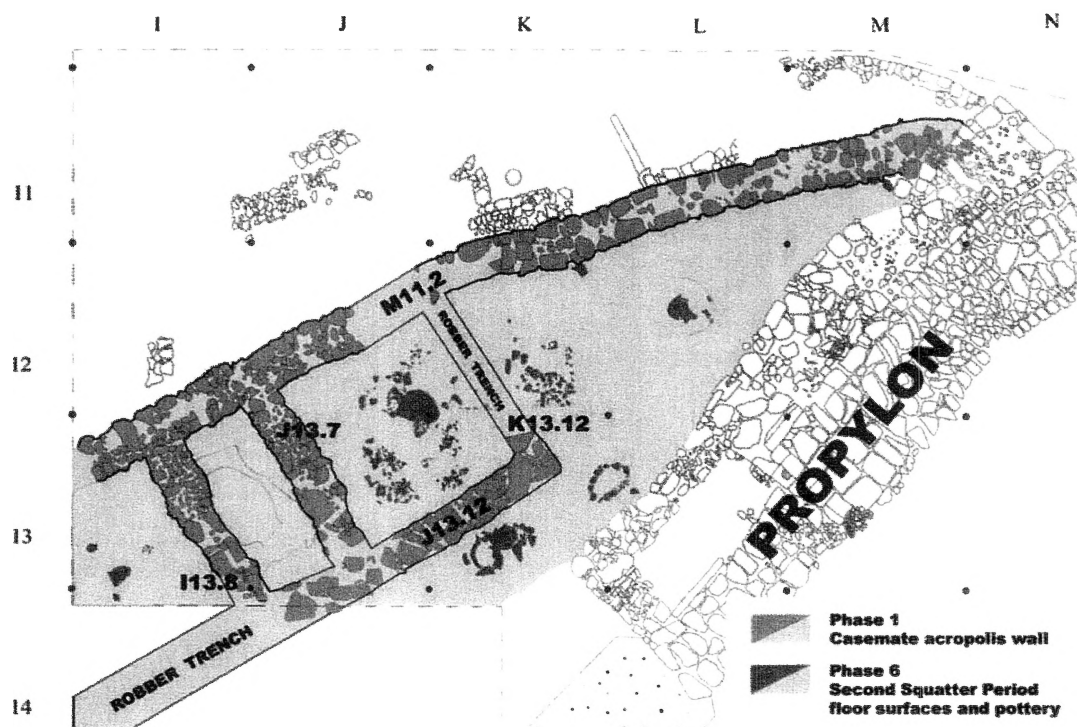 I J K L M N
11
M11,2
ROBBER TRENCH
12
J13.7
K13.12
PROPYLON
13
J13.12
I13.8
Phase 1
Casemate acropolis wall
ROBBER TRENCH
Phase 6
Second Squatter Period
floor surfaces and pottery
14